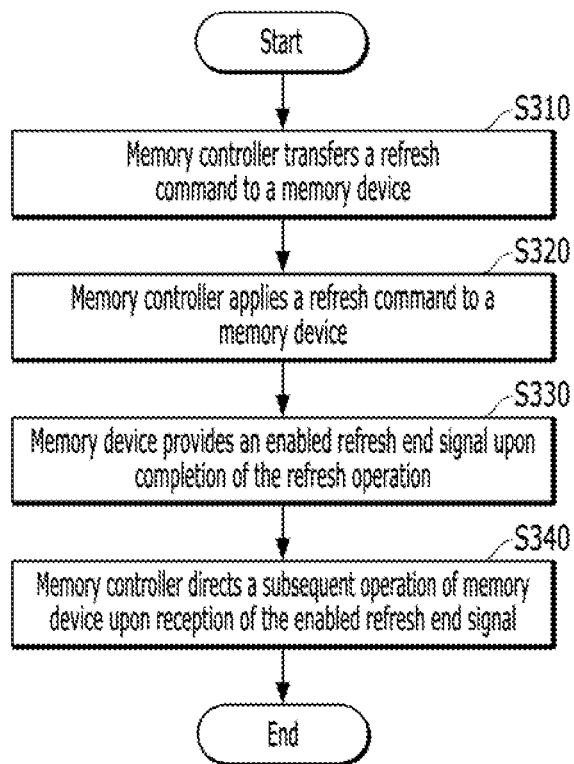 Start
S310
Memory controller transfers a refresh
command to a memory device
S320
Memory controller applies a refresh command to a
memory device
S330
Memory device provides an enabled refresh end signal upon
completion of the refresh operation
S340
Memory controller directs a subsequent operation of memory
device upon reception of the enabled refresh end signal
End